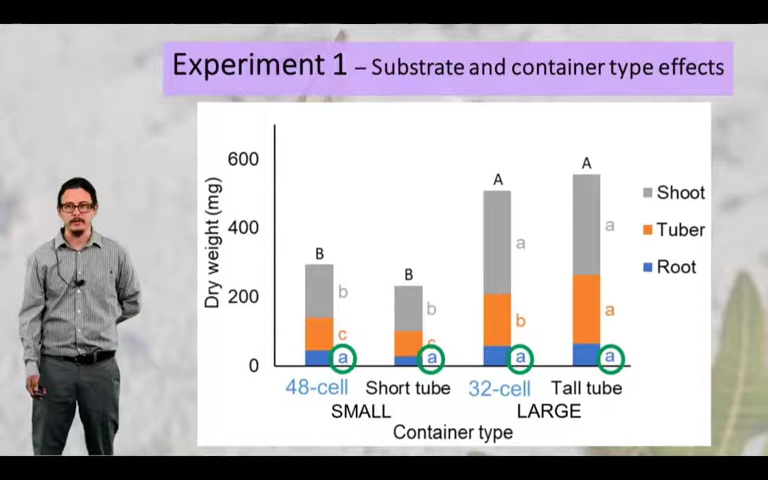 Experiment 1 – Substrate and container type effects
Dry weight (mg)
600
400
200
0
B
b
c
a
B
b
c
a
A
a
b
a
A
a
a
a
Shoot
Tuber
Root
48-cell Short tube 32-cell Tall tube
SMALL LARGE
Container type